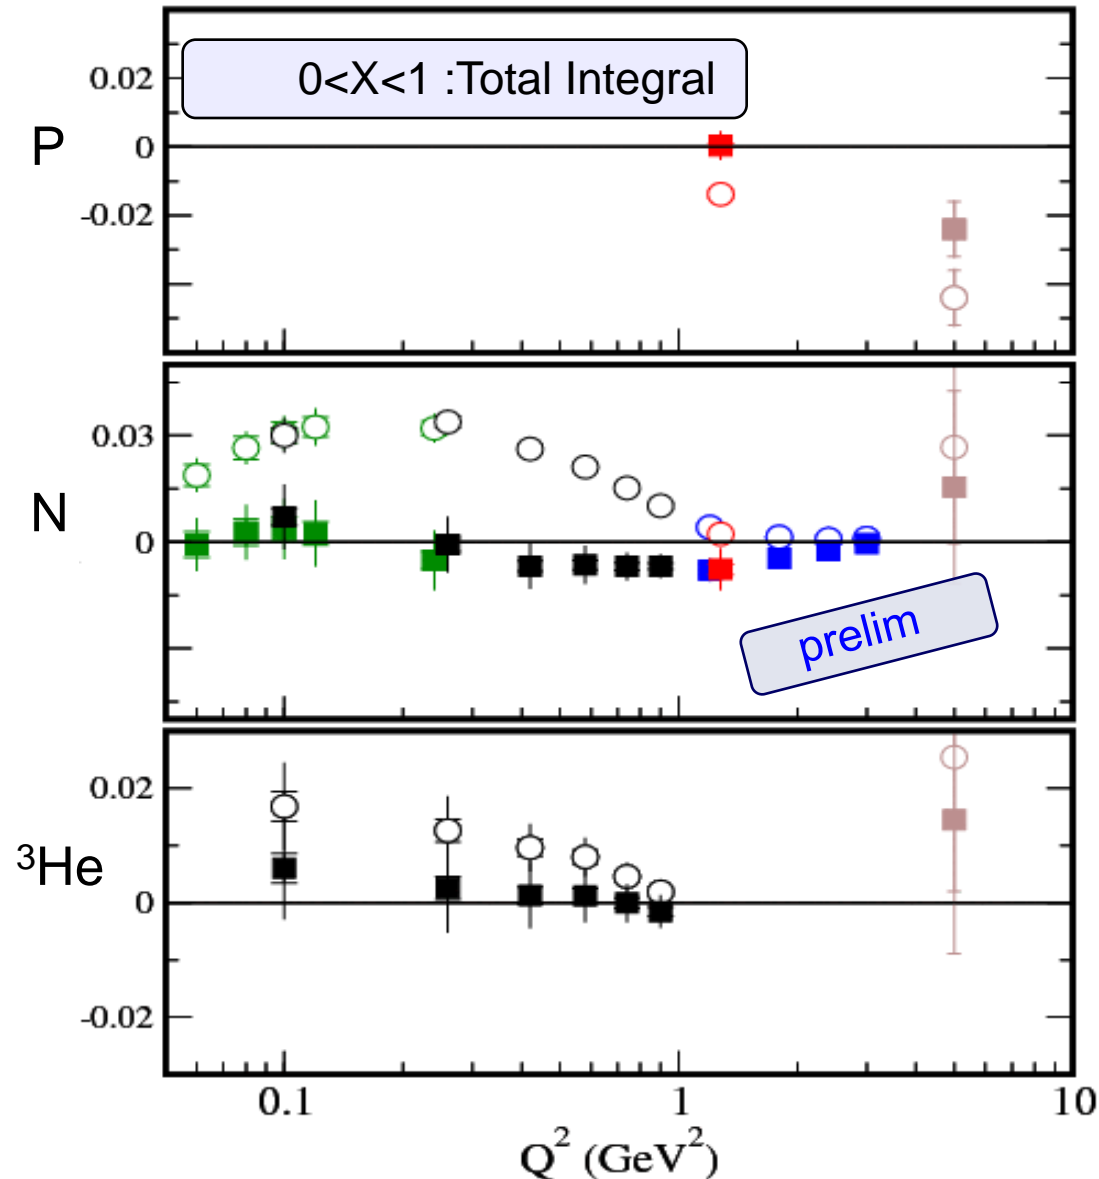 0<X<1 :Total Integral
0.02
P
0
-0.02
0.03
N
0
prelim
0.02
³He
0
-0.02
0.1 1 10
Q² (GeV²)